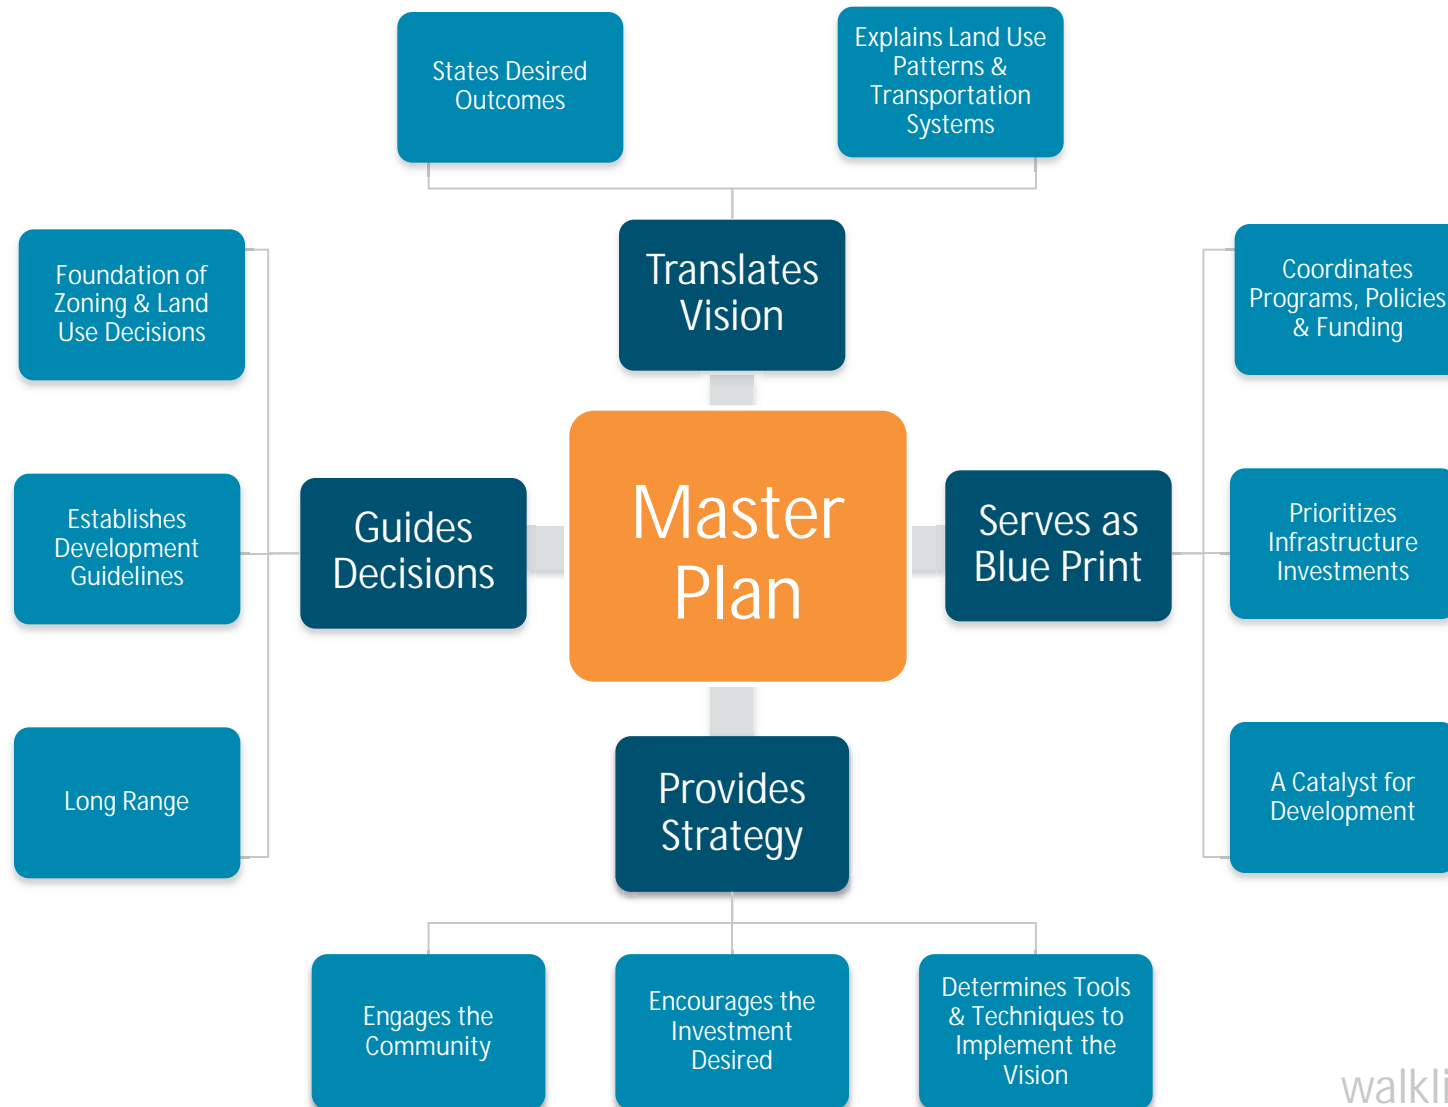 States Desired
Outcomes
Explains Land Use
Patterns &
Transportation
Systems
Translates
Vision
Foundation of
Zoning & Land
Use Decisions
Coordinates
Programs, Policies
& Funding
Establishes
Development
Guidelines
Guides
Decisions
Master
Plan
Serves as
Blue Print
Prioritizes
Infrastructure
Investments
Long Range
Provides
Strategy
A Catalyst for
Development
Engages the
Community
Encourages the
Investment
Desired
Determines Tools
& Techniques to
Implement the
Vision